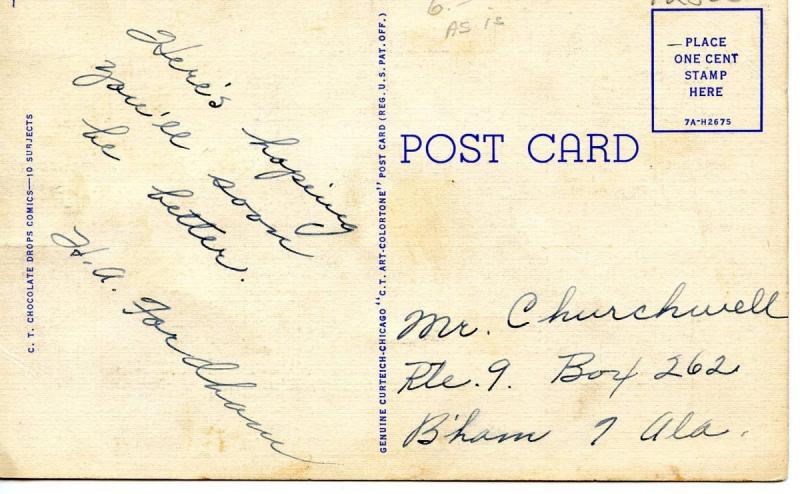 6.–
AS IS
Here's hoping
you'll soon
be better.
H.A. Fordham
C. T. CHOCOLATE DROPS COMICS—10 SUBJECTS
GENUINE CURTEICH-CHICAGO "C.T. ART-COLORTONE" POST CARD (REG. U.S. PAT. OFF.)
PLACE
ONE CENT
STAMP
HERE
7A-H2675
POST CARD
Mr. Churchwell
Rte. 9. Box 262
B'ham 7 Ala.